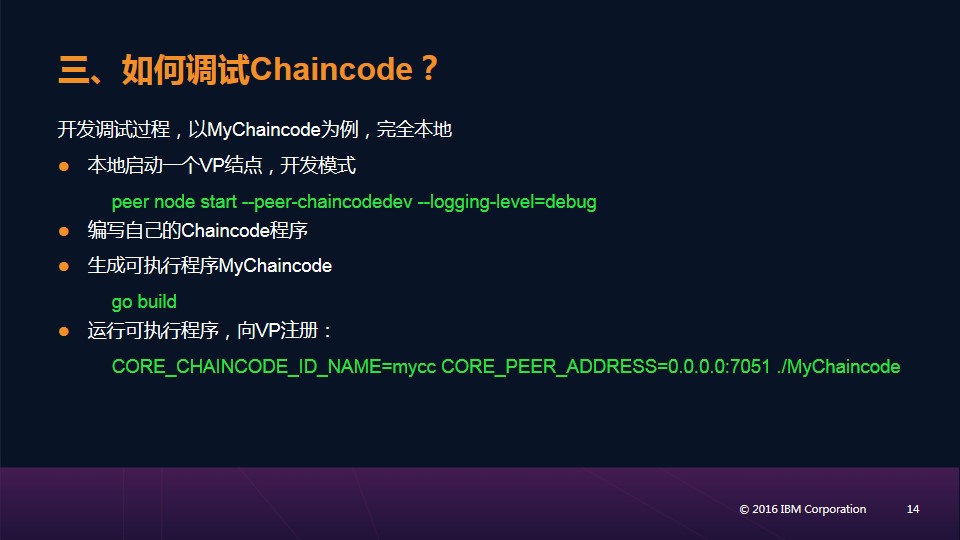 三、如何调试Chaincode？
开发调试过程，以MyChaincode为例，完全本地
● 本地启动一个VP结点，开发模式
peer node start --peer-chaincodedev --logging-level=debug
● 编写自己的Chaincode程序
● 生成可执行程序MyChaincode
go build
● 运行可执行程序，向VP注册：
CORE_CHAINCODE_ID_NAME=mycc CORE_PEER_ADDRESS=0.0.0.0:7051 ./MyChaincode
© 2016 IBM Corporation 14